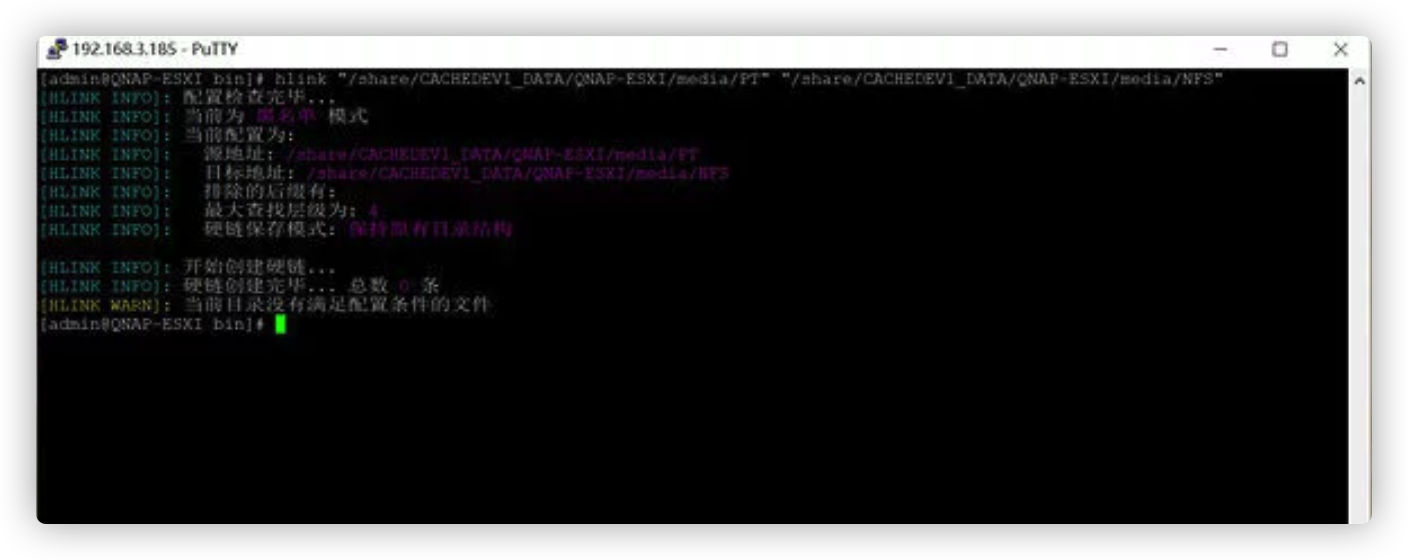 192.168.3.185 - PuTTY
[admin@QNAP-ESXI bin]# hlink "/share/CACHEDEV1_DATA/QNAP-ESXI/media/PT" "/share/CACHEDEV1_DATA/QNAP-ESXI/media/NFS"
[HLINK INFO]: 配置检查完毕...
[HLINK INFO]: 当前为 黑名单 模式
[HLINK INFO]: 当前配置为:
[HLINK INFO]: 源地址: /share/CACHEDEV1_DATA/QNAP-ESXI/media/PT
[HLINK INFO]: 目标地址: /share/CACHEDEV1_DATA/QNAP-ESXI/media/NFS
[HLINK INFO]: 排除的后缀有:
[HLINK INFO]: 最大查找层级为: 4
[HLINK INFO]: 硬链保存模式: 保持原有目录结构
[HLINK INFO]: 开始创建硬链...
[HLINK INFO]: 硬链创建完毕... 总数 0 条
[HLINK WARN]: 当前目录没有满足配置条件的文件
[admin@QNAP-ESXI bin]#